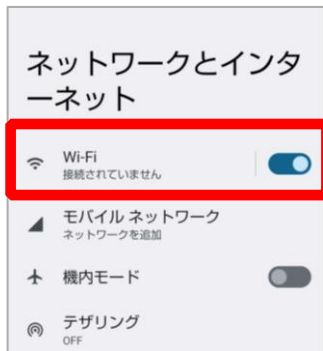 ネットワークとインタ
ーネット
Wi-Fi
接続されていません
モバイル ネットワーク
ネットワークを追加
機内モード
テザリング
OFF